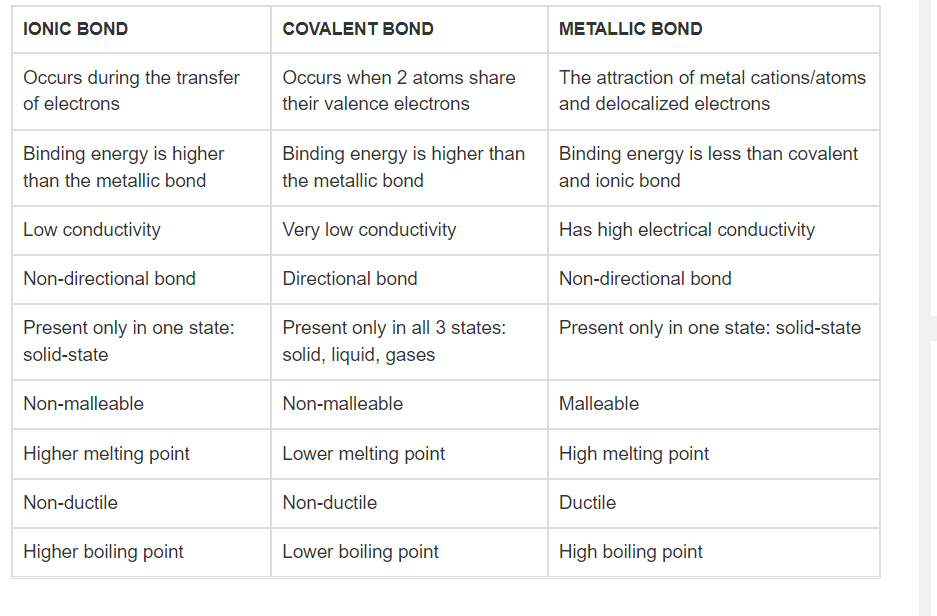 IONIC BOND
COVALENT BOND
METALLIC BOND
Occurs during the transfer
of electrons
Occurs when 2 atoms share
their valence electrons
The attraction of metal cations/atoms
and delocalized electrons
Binding energy is higher
than the metallic bond
Binding energy is higher than
the metallic bond
Binding energy is less than covalent
and ionic bond
Low conductivity
Very low conductivity
Has high electrical conductivity
Non-directional bond
Directional bond
Non-directional bond
Present only in one state:
solid-state
Present only in all 3 states:
solid, liquid, gases
Present only in one state: solid-state
Non-malleable
Non-malleable
Malleable
Higher melting point
Lower melting point
High melting point
Non-ductile
Non-ductile
Ductile
Higher boiling point
Lower boiling point
High boiling point